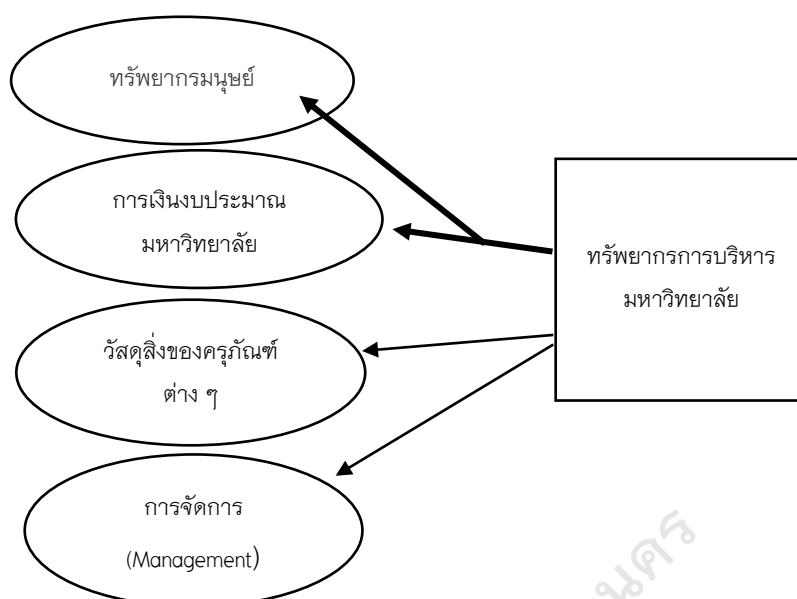 ทรัพยากรมนุษย์
การเงินงบประมาณ
มหาวิทยาลัย
วัสดุสิ่งของครุภัณฑ์
ต่าง ๆ
การจัดการ
(Management)
ทรัพยากรการบริหาร
มหาวิทยาลัย